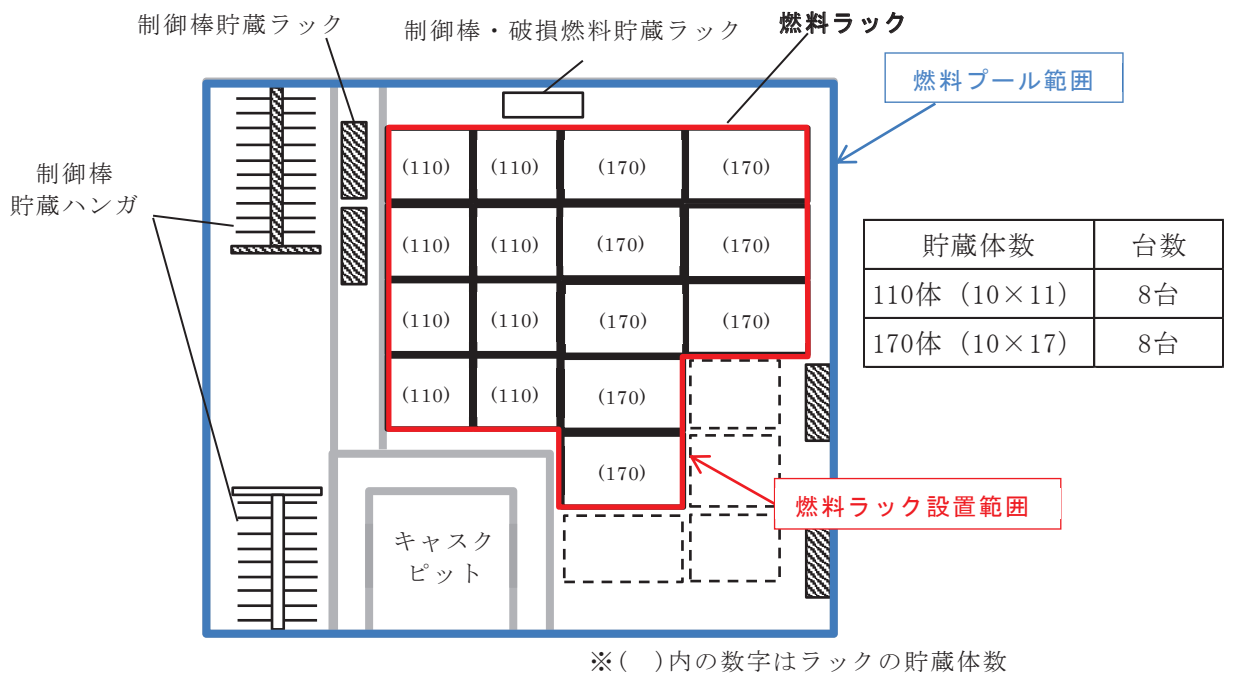 制御棒貯蔵ラック
制御棒・破損燃料貯蔵ラック
燃料ラック
燃料プール範囲
制御棒
貯蔵ハンガ
(110) (110) (170) (170)
(110) (110) (170) (170)
(110) (110) (170) (170)
(110) (110) (170)
(170)
貯蔵体数 台数
110体（10×11） 8台
170体（10×17） 8台
燃料ラック設置範囲
キャスク
ピット
※(　)内の数字はラックの貯蔵体数